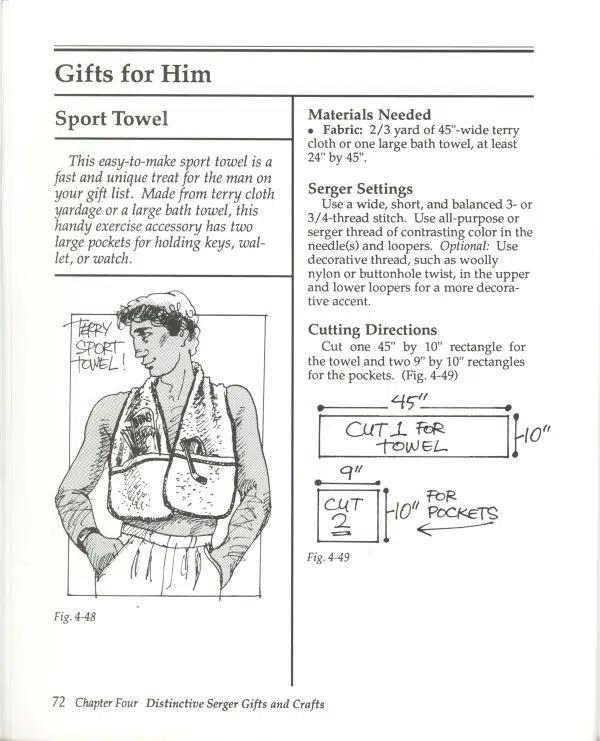 Gifts for Him
Sport Towel
This easy-to-make sport towel is a
fast and unique treat for the man on
your gift list. Made from terry cloth
yardage or a large bath towel, this
handy exercise accessory has two
large pockets for holding keys, wal-
let, or watch.
TERRY
SPORT
TOWEL!
Fig. 4-48
Materials Needed
• Fabric: 2/3 yard of 45"-wide terry
cloth or one large bath towel, at least
24" by 45".
Serger Settings
Use a wide, short, and balanced 3- or
3/4-thread stitch. Use all-purpose or
serger thread of contrasting color in the
needle(s) and loopers. Optional: Use
decorative thread, such as woolly
nylon or buttonhole twist, in the upper
and lower loopers for a more decora-
tive accent.
Cutting Directions
Cut one 45" by 10" rectangle for
the towel and two 9" by 10" rectangles
for the pockets. (Fig. 4-49)
45"
CUT 1 FOR
TOWEL
10"
9"
CUT
2
10"
FOR
POCKETS
Fig. 4-49
72 Chapter Four Distinctive Serger Gifts and Crafts